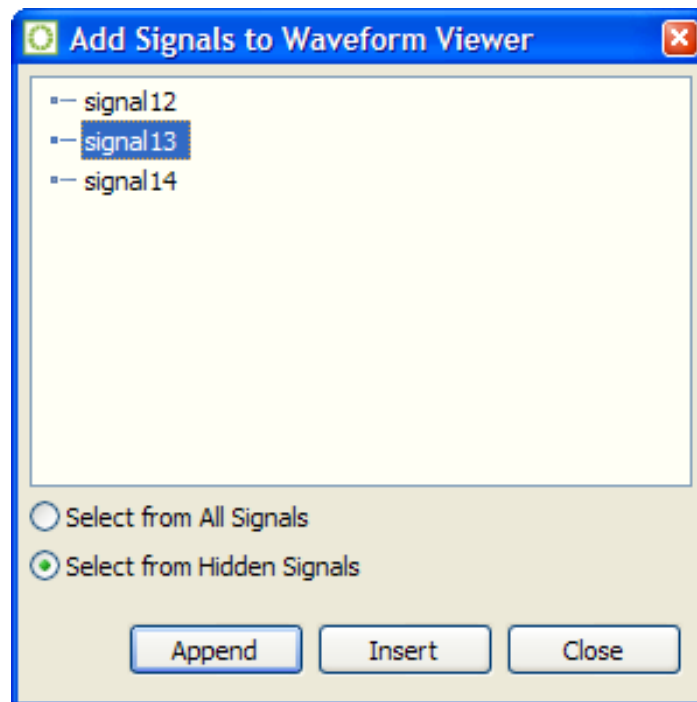 Add Signals to Waveform Viewer
signal12
signal13
signal14
Select from All Signals
Select from Hidden Signals
Append Insert Close